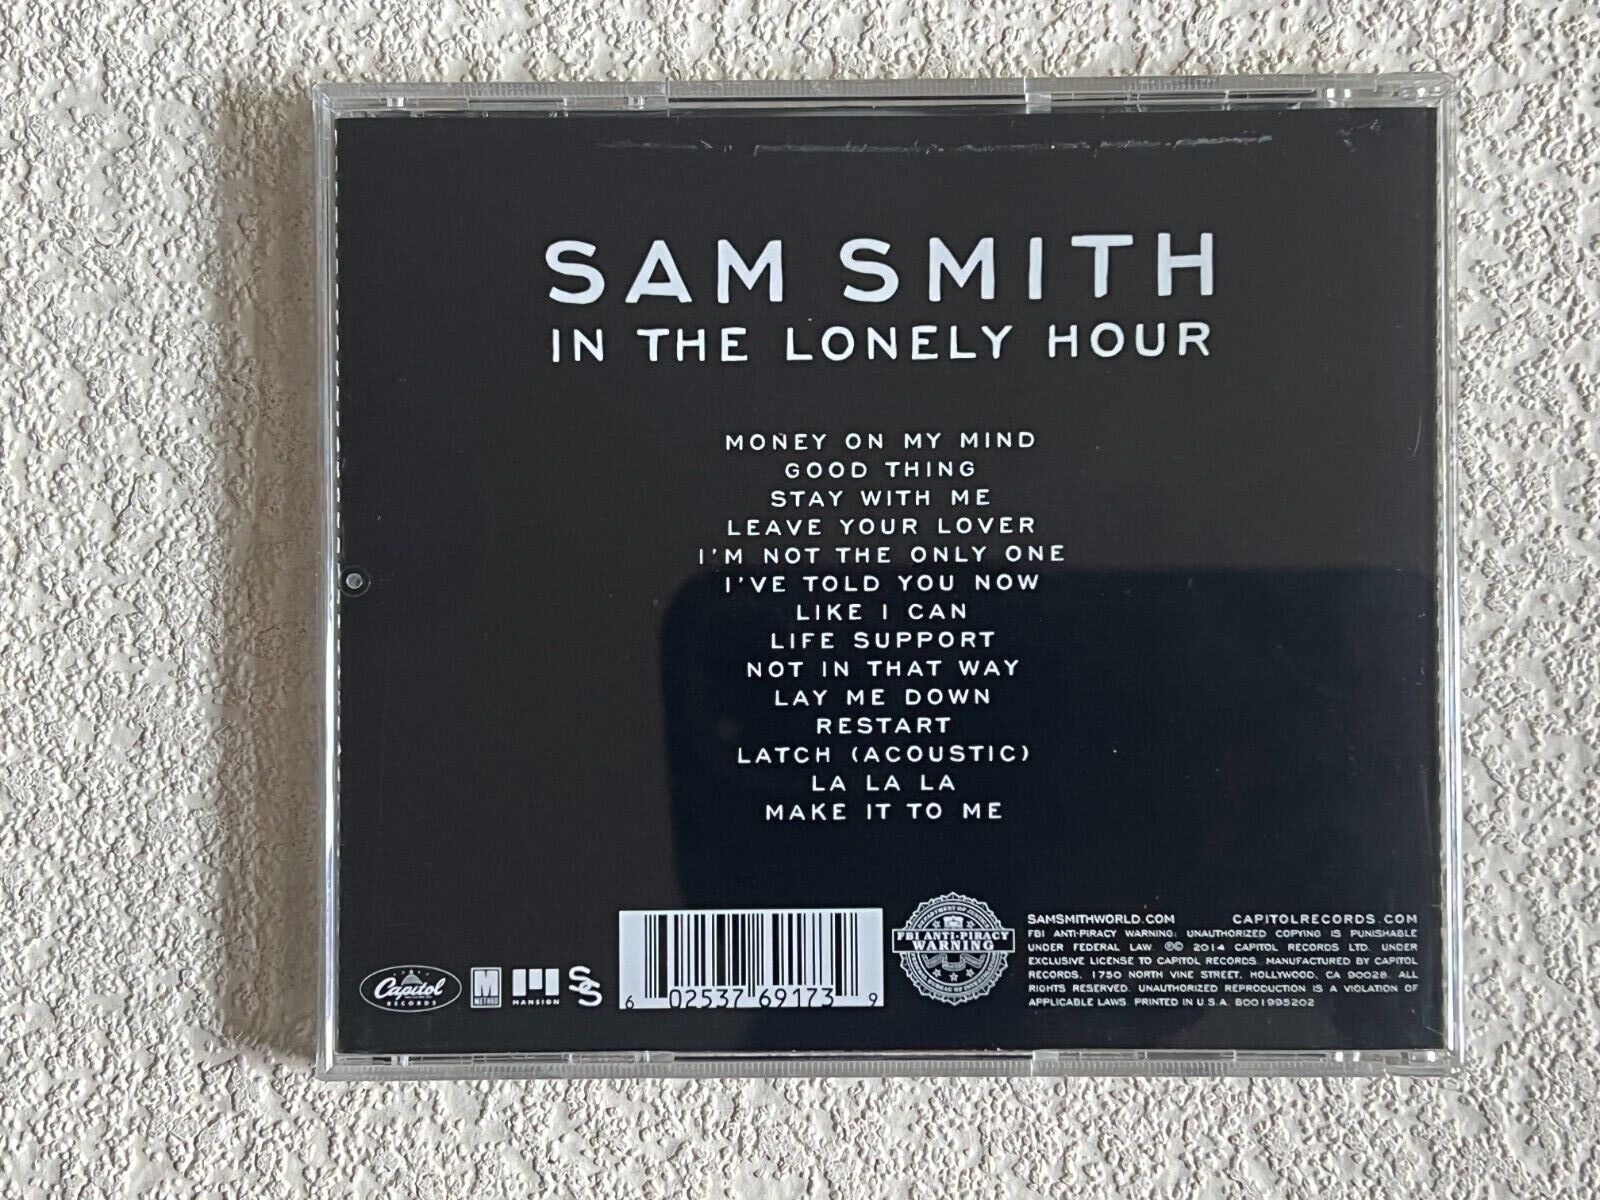 SAM SMITH
IN THE LONELY HOUR
MONEY ON MY MIND
GOOD THING
STAY WITH ME
LEAVE YOUR LOVER
I'M NOT THE ONLY ONE
I'VE TOLD YOU NOW
LIKE I CAN
LIFE SUPPORT
NOT IN THAT WAY
LAY ME DOWN
RESTART
LATCH (ACOUSTIC)
LA LA LA
MAKE IT TO ME
Capitol
RECORDS
M
METHOD
MANSION
SS
6 02537 69173 9
FBI ANTI-PIRACY
WARNING
SAMSMITHWORLD.COM CAPITOLRECORDS.COM
FBI ANTI-PIRACY WARNING: UNAUTHORIZED COPYING IS PUNISHABLE
UNDER FEDERAL LAW. ℗© 2014 CAPITOL RECORDS LTD. UNDER
EXCLUSIVE LICENSE TO CAPITOL RECORDS. MANUFACTURED BY CAPITOL
RECORDS, 1750 NORTH VINE STREET, HOLLYWOOD, CA 90028. ALL
RIGHTS RESERVED. UNAUTHORIZED REPRODUCTION IS A VIOLATION OF
APPLICABLE LAWS. PRINTED IN U.S.A. B001995202